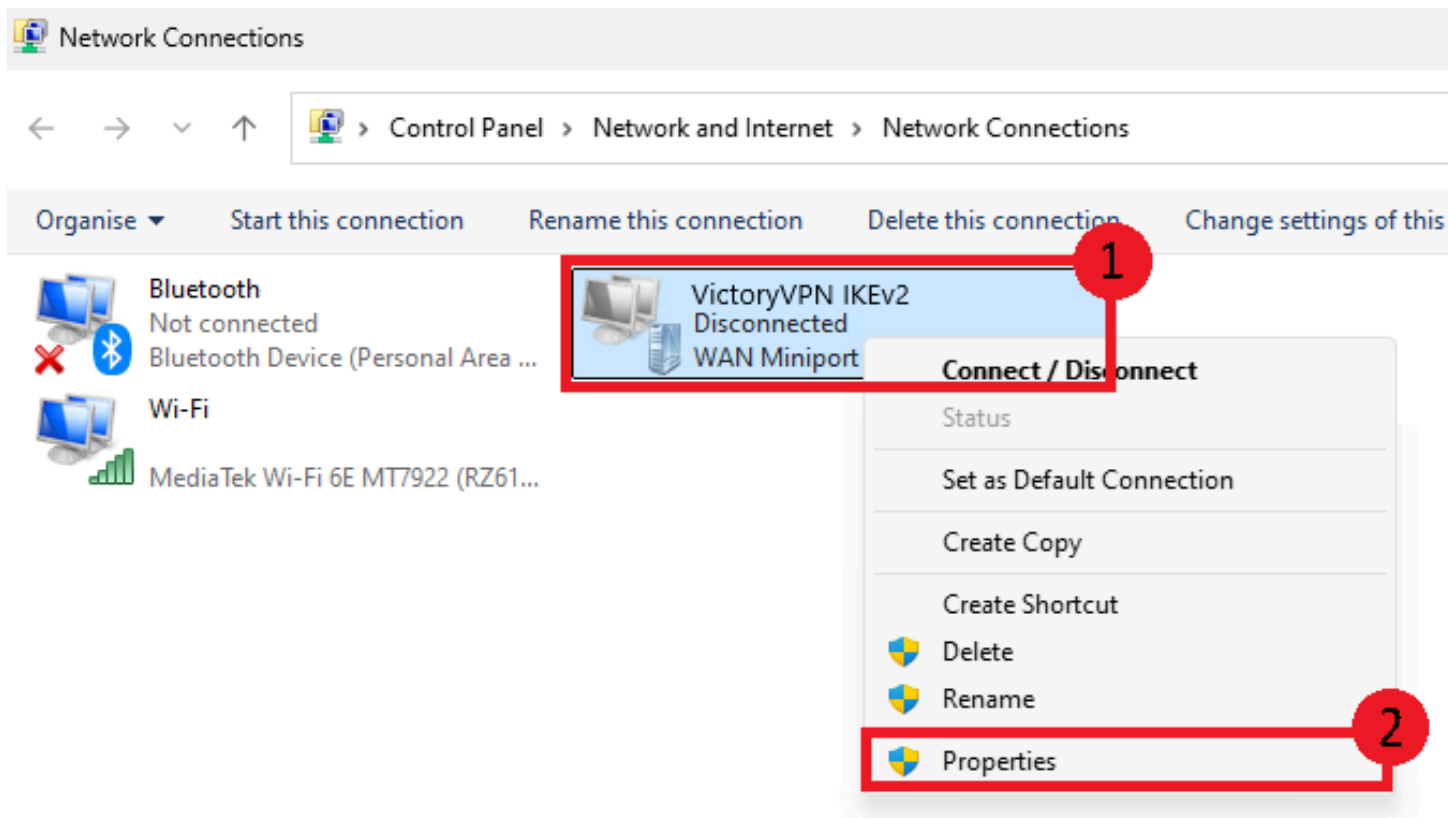 Network Connections
Control Panel > Network and Internet > Network Connections
Organise Start this connection Rename this connection Delete this connection Change settings of this
1
Bluetooth
Not connected
Bluetooth Device (Personal Area ...
VictoryVPN IKEv2
Disconnected
WAN Miniport
Wi-Fi
MediaTek Wi-Fi 6E MT7922 (RZ61...
Connect / Disconnect
Status
Set as Default Connection
Create Copy
Create Shortcut
Delete
Rename
2
Properties